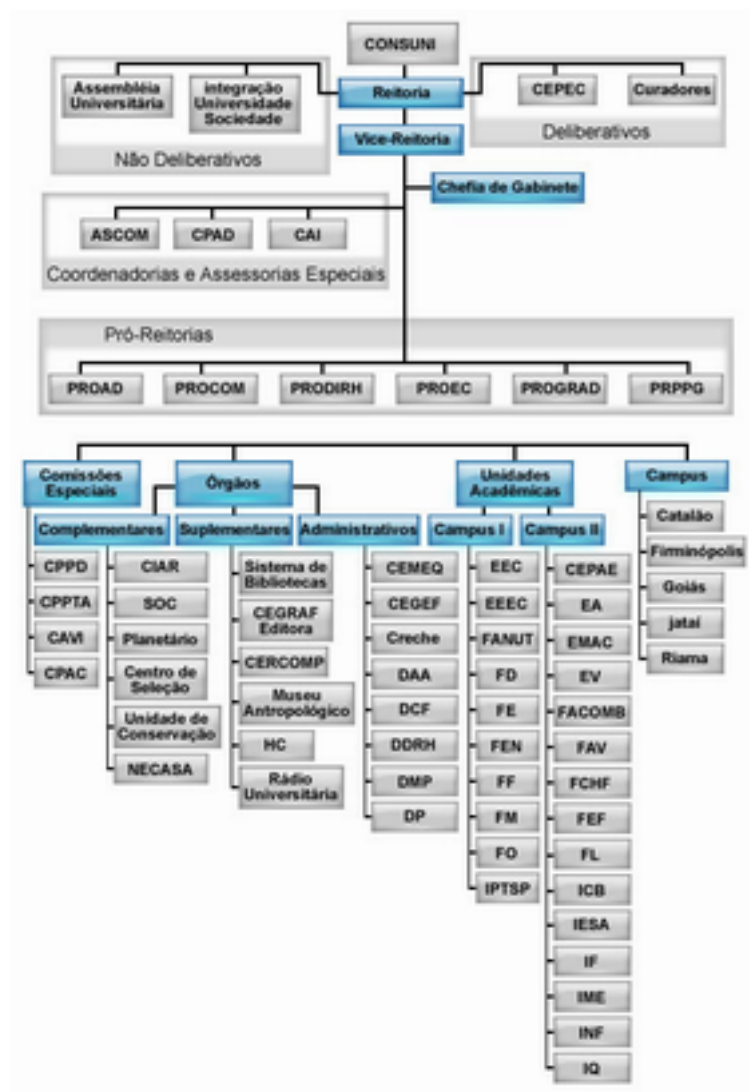 CONSUNI
Assembléia
Universitária
integração
Universidade
Sociedade
Reitoria
CEPEC
Curadores
Não Deliberativos
Vice-Reitoria
Deliberativos
Chefia de Gabinete
ASCOM
CPAD
CAI
Coordenadorias e Assessorias Especiais
Pró-Reitorias
PROAD
PROCOM
PRODIRH
PROEC
PROGRAD
PRPPG
Comissões
Especiais
Órgãos
Unidades
Acadêmicas
Campus
Complementares
Suplementares
Administrativos
Campus I
Campus II
CPPD
CPPTA
CAVI
CPAC
CIAR
SOC
Planetário
Centro de
Seleção
Unidade de
Conservação
NECASA
Sistema de
Bibliotecas
CEGRAF
Editora
CERCOMP
Museu
Antropológico
HC
Rádio
Universitária
CEMEQ
CEGEF
Creche
DAA
DCF
DDRH
DMP
DP
EEC
EEEC
FANUT
FD
FE
FEN
FF
FM
FO
IPTSP
CEPAE
EA
EMAC
EV
FACOMB
FAV
FCHF
FEF
FL
ICB
IESA
IF
IME
INF
IQ
Catalão
Firminópolis
Goiás
jataí
Riama